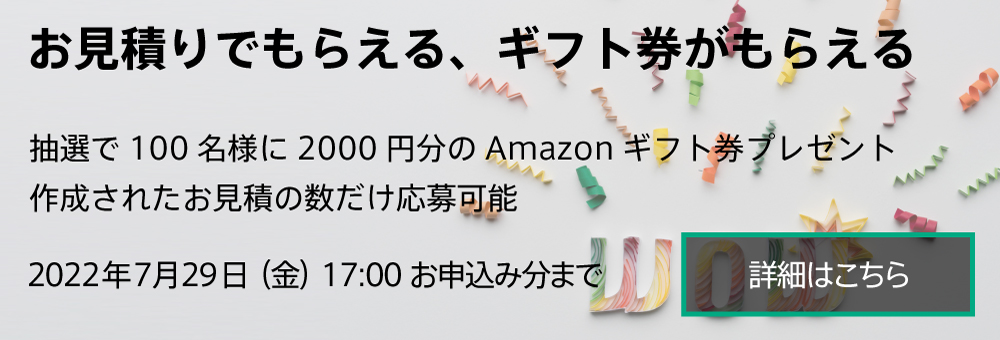 お見積りでもらえる、ギフト券がもらえる
抽選で 100 名様に 2000 円分の Amazon ギフト券プレゼント
作成されたお見積の数だけ応募可能
2022年7月29日 (金) 17:00 お申込み分まで
詳細はこちら
WOW